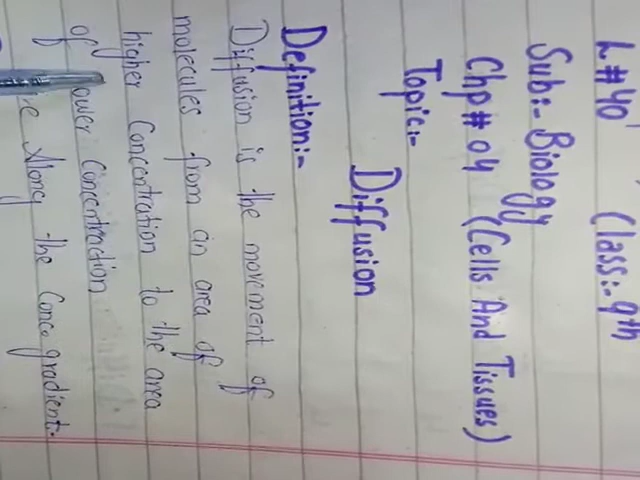 L # 40 Class:- 9th
Sub:- Biology
Chp # 04 (Cells And Tissues)
Topic:-
Diffusion
Definition:-
Diffusion is the movement of
molecules from an area of
higher Concentration to the area
of lower concentraction
Along the Conc. gradient.